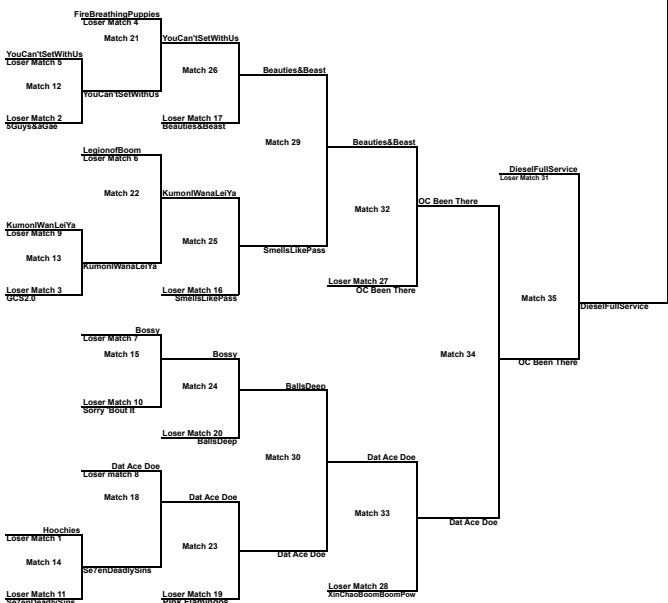 FireBreathingPuppies
Loser Match 4
Match 21
YouCan'tSetWithUs
YouCan'tSetWithUs
Loser Match 5
Match 26
Beauties&Beast
Match 12
YouCan'tSetWithUs
Loser Match 2
5Guys&aGae
Loser Match 17
Beauties&Beast
Match 29
Beauties&Beast
LegionofBoom
Loser Match 6
DieselFullService
Loser Match 31
Match 22
KumonIWanaLeiYa
OC Been There
Match 32
KumonIWanLeiYa
Loser Match 9
Match 25
SmellsLikePass
Match 13
KumonIWanaLeiYa
Loser Match 27
OC Been There
Loser Match 3
GCS2.0
Loser Match 16
SmellsLikePass
Match 35
DieselFullService
Bossy
Loser Match 7
Match 15
Bossy
Match 34
OC Been There
Match 24
BallsDeep
Loser Match 10
Sorry 'Bout It
Loser Match 20
BallsDeep
Match 30
Dat Ace Doe
Dat Ace Doe
Loser match 8
Match 18
Dat Ace Doe
Match 33
Dat Ace Doe
Hoochies
Loser Match 1
Match 23
Dat Ace Doe
Match 14
Se7enDeadlySins
Loser Match 28
XinChaoBoomBoomPow
Loser Match 11
Se7enDeadlySins
Loser Match 19
Pink Flamingos